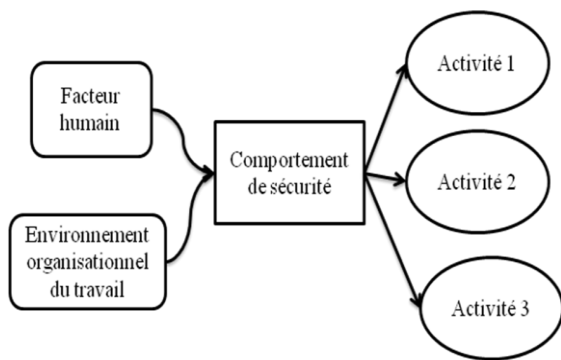 Facteur
humain
Environnement
organisationnel
du travail
Comportement
de sécurité
Activité 1
Activité 2
Activité 3